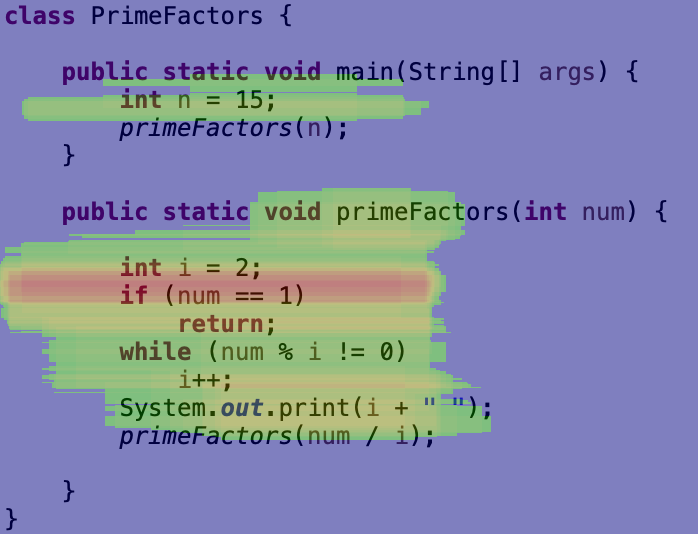 class PrimeFactors {
public static void main(String[] args) {
int n = 15;
primeFactors(n);
}
public static void primeFactors(int num) {
int i = 2;
if (num == 1)
return;
while (num % i != 0)
i++;
System.out.print(i + " ");
primeFactors(num / i);
}
}